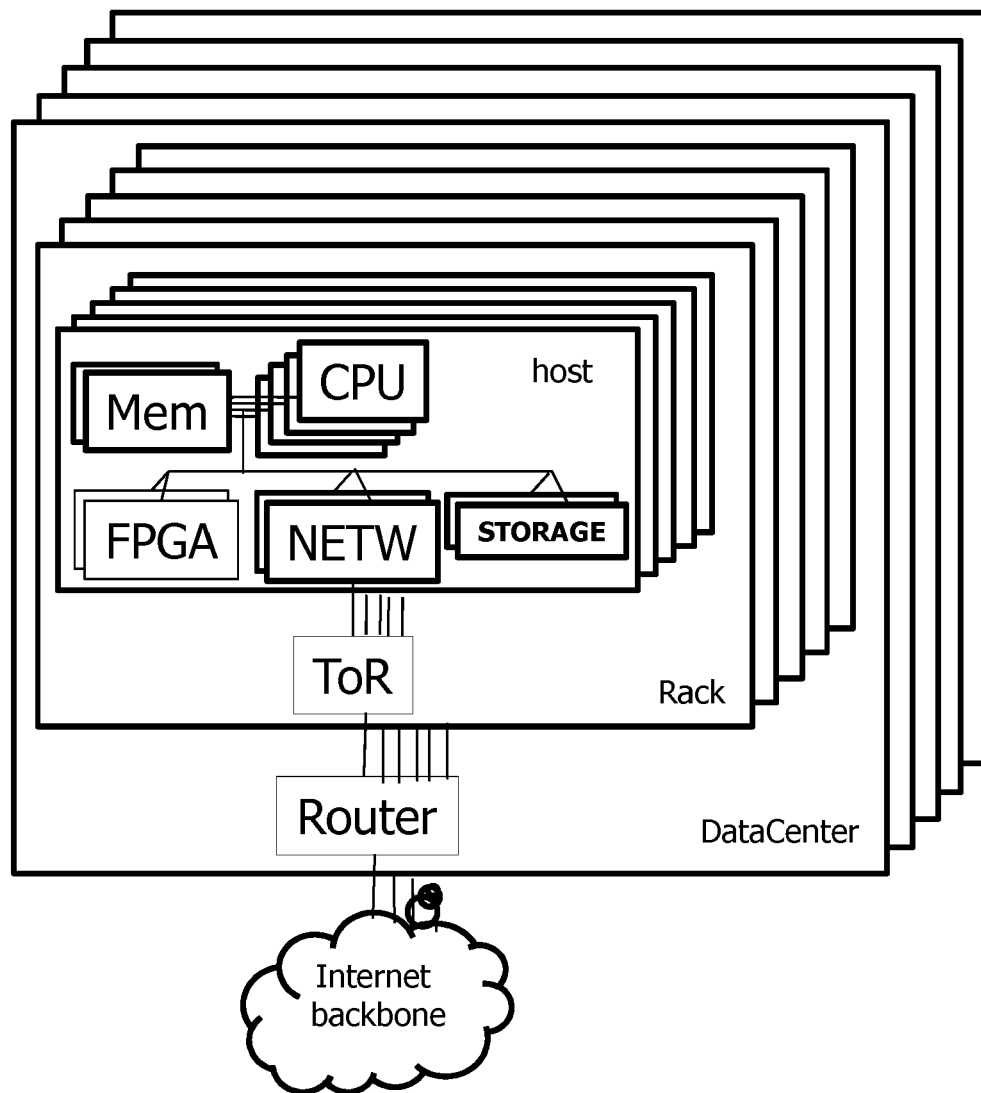 CPU
host
Mem
FPGA
NETW
STORAGE
ToR
Rack
Router
DataCenter
Internet
backbone